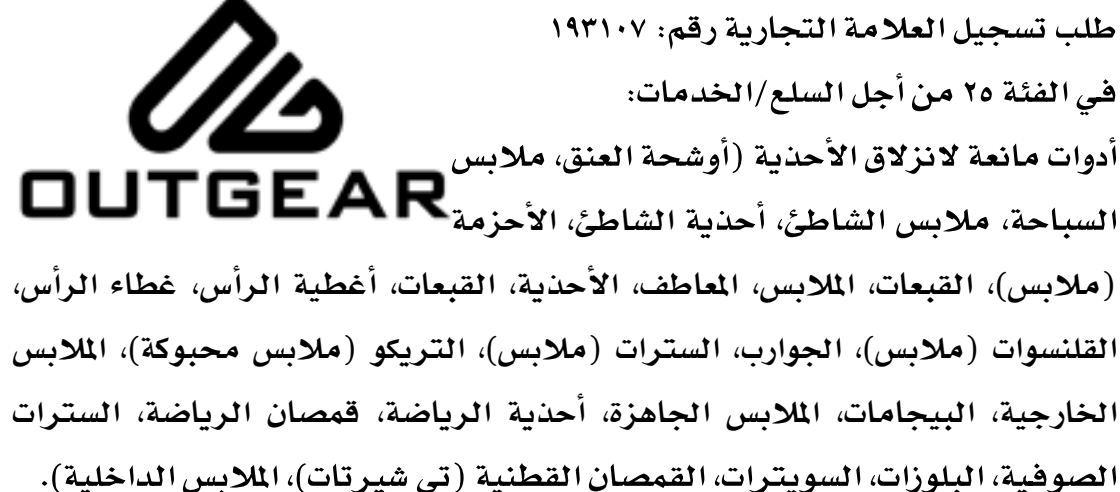 طلب تسجيل العلامة التجارية رقم: ١٩٣١٠٧
في الفئة ٢٥ من أجل السلع/الخدمات:
أدوات مانعة لانزلاق الأحذية (أوشحة العنق، ملابس
OUTGEAR
السباحة، ملابس الشاطئ، أحذية الشاطئ، الأحزمة
(ملابس)، القبعات، الملابس، المعاطف، الأحذية، القبعات، أغطية الرأس، غطاء الرأس،
القلنسوات (ملابس)، الجوارب، السترات (ملابس)، التريكو (ملابس محبوكة)، الملابس
الخارجية، البيجامات، الملابس الجاهزة، أحذية الرياضة، قمصان الرياضة، السترات
الصوفية، البلوزات، السويترات، القمصان القطنية (تي شيرتات)، الملابس الداخلية).